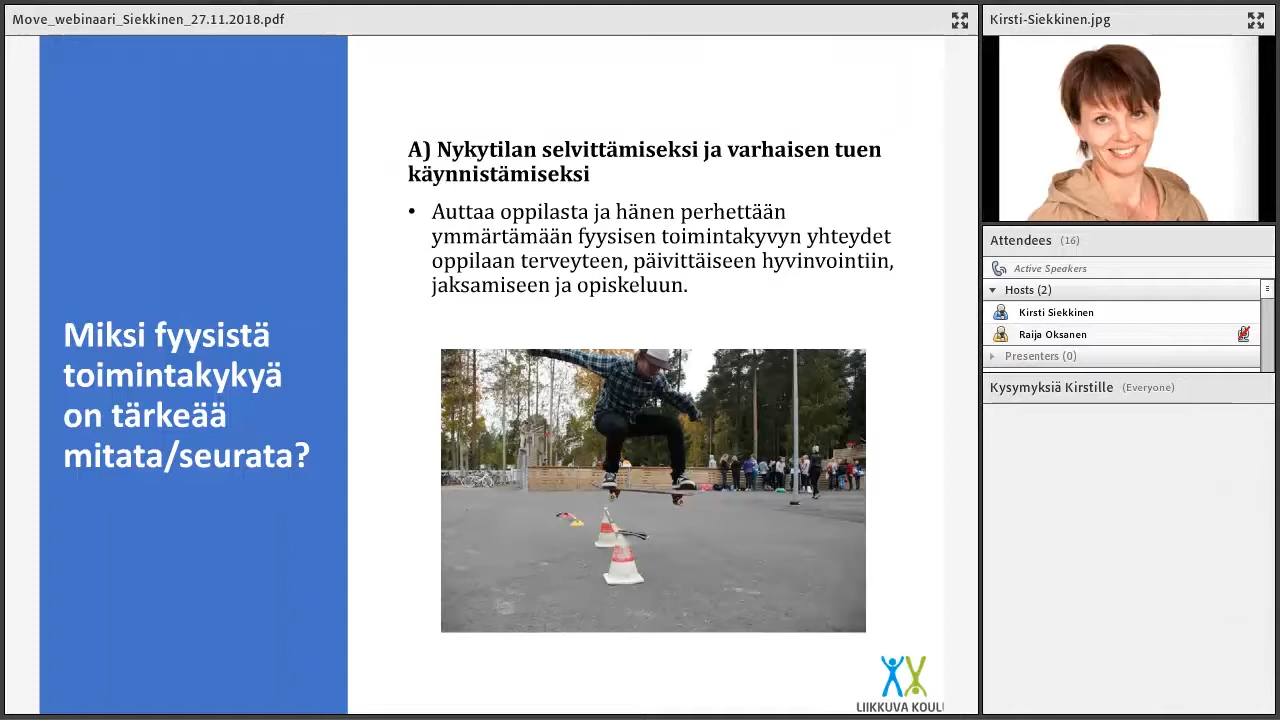 Move_webinaari_Siekkinen_27.11.2018.pdf
Miksi fyysistä
toimintakykyä
on tärkeää
mitata/seurata?
A) Nykytilan selvittämiseksi ja varhaisen tuen
käynnistämiseksi
• Auttaa oppilasta ja hänen perhettään
ymmärtämään fyysisen toimintakyvyn yhteydet
oppilaan terveyteen, päivittäiseen hyvinvointiin,
jaksamiseen ja opiskeluun.
LIIKKUVA KOUL
Kirsti-Siekkinen.jpg
Attendees (16)
Active Speakers
Hosts (2)
Kirsti Siekkinen
Raija Oksanen
Presenters (0)
Kysymyksiä Kirstille (Everyone)